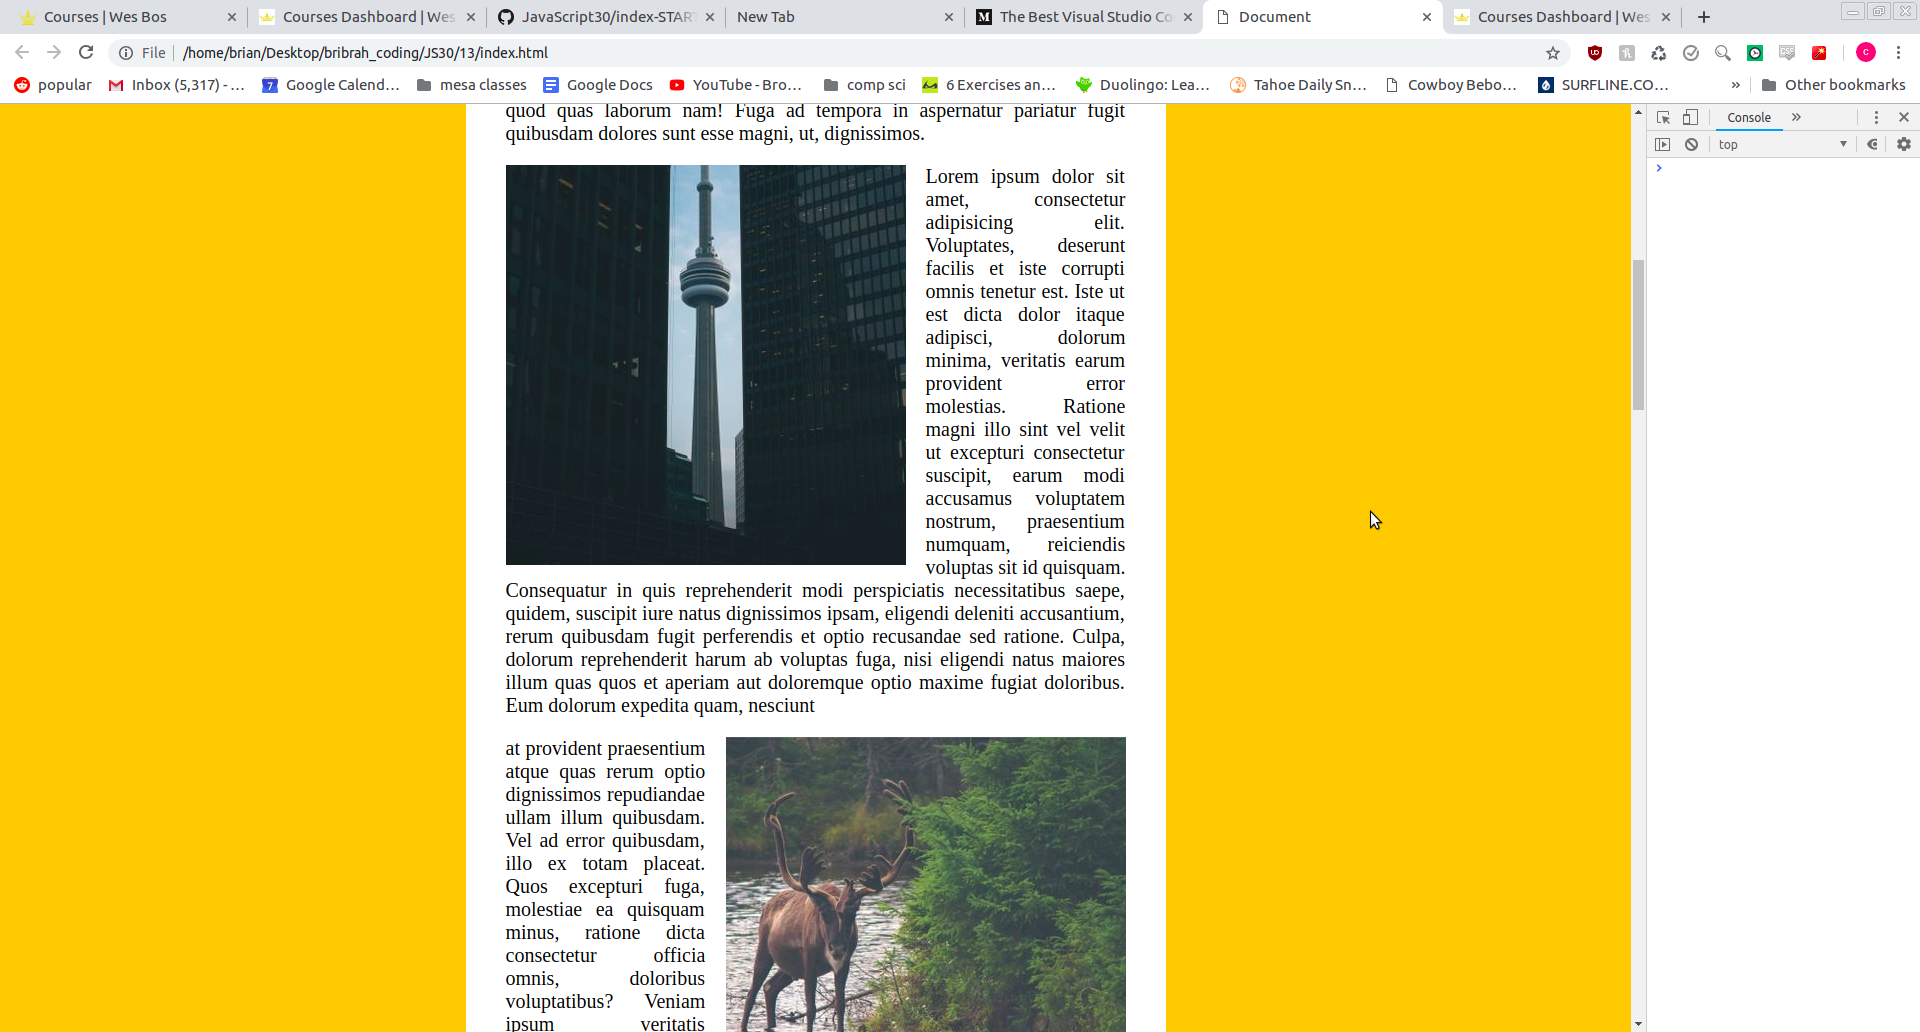 Courses | Wes Bos
Courses Dashboard | Wes
JavaScript30/index-STAR
New Tab
The Best Visual Studio Co
Document
Courses Dashboard | Wes
File
/home/brian/Desktop/bribrah_coding/JS30/13/index.html
popular
Inbox (5,317) - ...
Google Calend...
mesa classes
Google Docs
YouTube - Bro...
comp sci
6 Exercises an...
Duolingo: Lea...
Tahoe Daily Sn...
Cowboy Bebo...
SURFLINE.CO...
»
Other bookmarks
quod quas laborum nam! Fuga ad tempora in aspernatur pariatur fugit
quibusdam dolores sunt esse magni, ut, dignissimos.
Lorem ipsum dolor sit
amet, consectetur
adipisicing elit.
Voluptates, deserunt
facilis et iste corrupti
omnis tenetur est. Iste ut
est dicta dolor itaque
adipisci, dolorum
minima, veritatis earum
provident error
molestias. Ratione
magni illo sint vel velit
ut excepturi consectetur
suscipit, earum modi
accusamus voluptatem
nostrum, praesentium
numquam, reiciendis
voluptas sit id quisquam.
Consequatur in quis reprehenderit modi perspiciatis necessitatibus saepe,
quidem, suscipit iure natus dignissimos ipsam, eligendi deleniti accusantium,
rerum quibusdam fugit perferendis et optio recusandae sed ratione. Culpa,
dolorum reprehenderit harum ab voluptas fuga, nisi eligendi natus maiores
illum quas quos et aperiam aut doloremque optio maxime fugiat doloribus.
Eum dolorum expedita quam, nesciunt
at provident praesentium
atque quas rerum optio
dignissimos repudiandae
ullam illum quibusdam.
Vel ad error quibusdam,
illo ex totam placeat.
Quos excepturi fuga,
molestiae ea quisquam
minus, ratione dicta
consectetur officia
omnis, doloribus
voluptatibus? Veniam
ipsum veritatis
Console
»
top